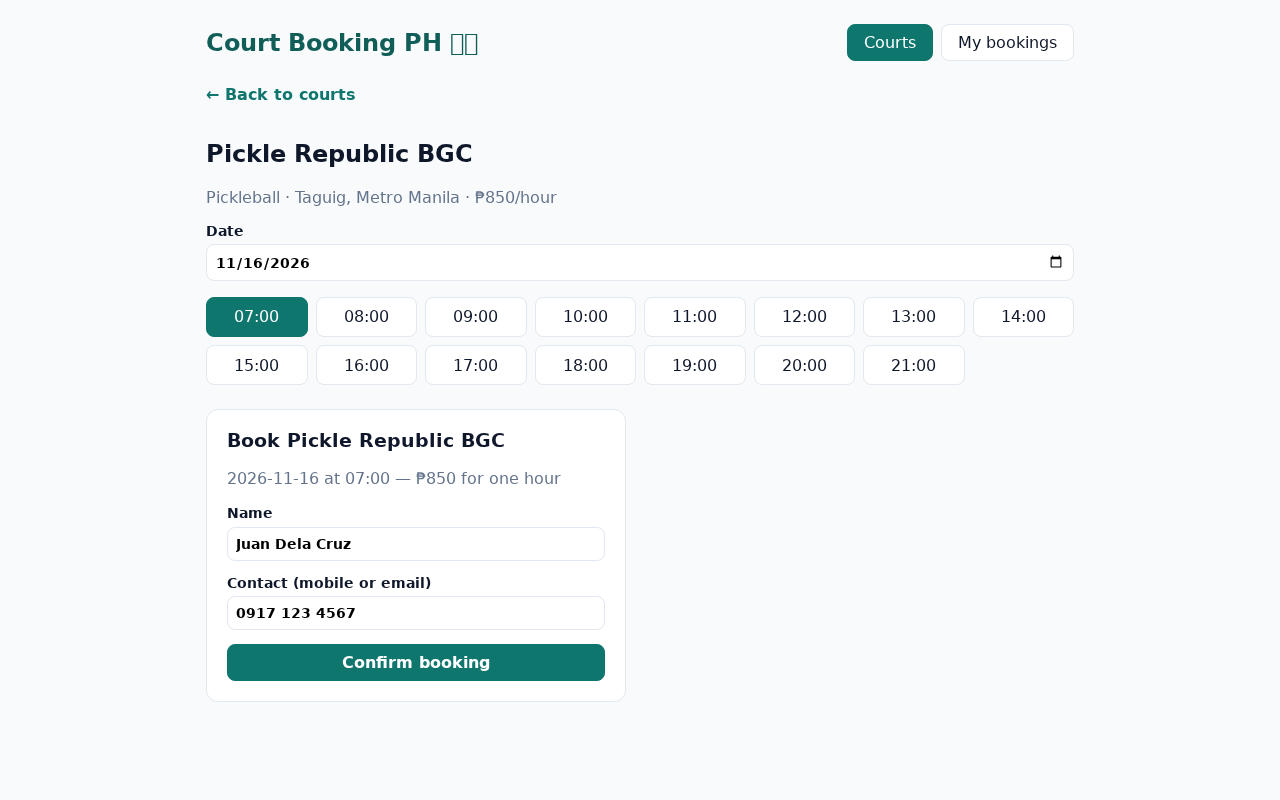 Court Booking PH
Courts
My bookings
← Back to courts
Pickle Republic BGC
Pickleball · Taguig, Metro Manila · ₱850/hour
Date
11/16/2026
07:00 08:00 09:00 10:00 11:00 12:00 13:00 14:00
15:00 16:00 17:00 18:00 19:00 20:00 21:00
Book Pickle Republic BGC
2026-11-16 at 07:00 — ₱850 for one hour
Name
Juan Dela Cruz
Contact (mobile or email)
0917 123 4567
Confirm booking